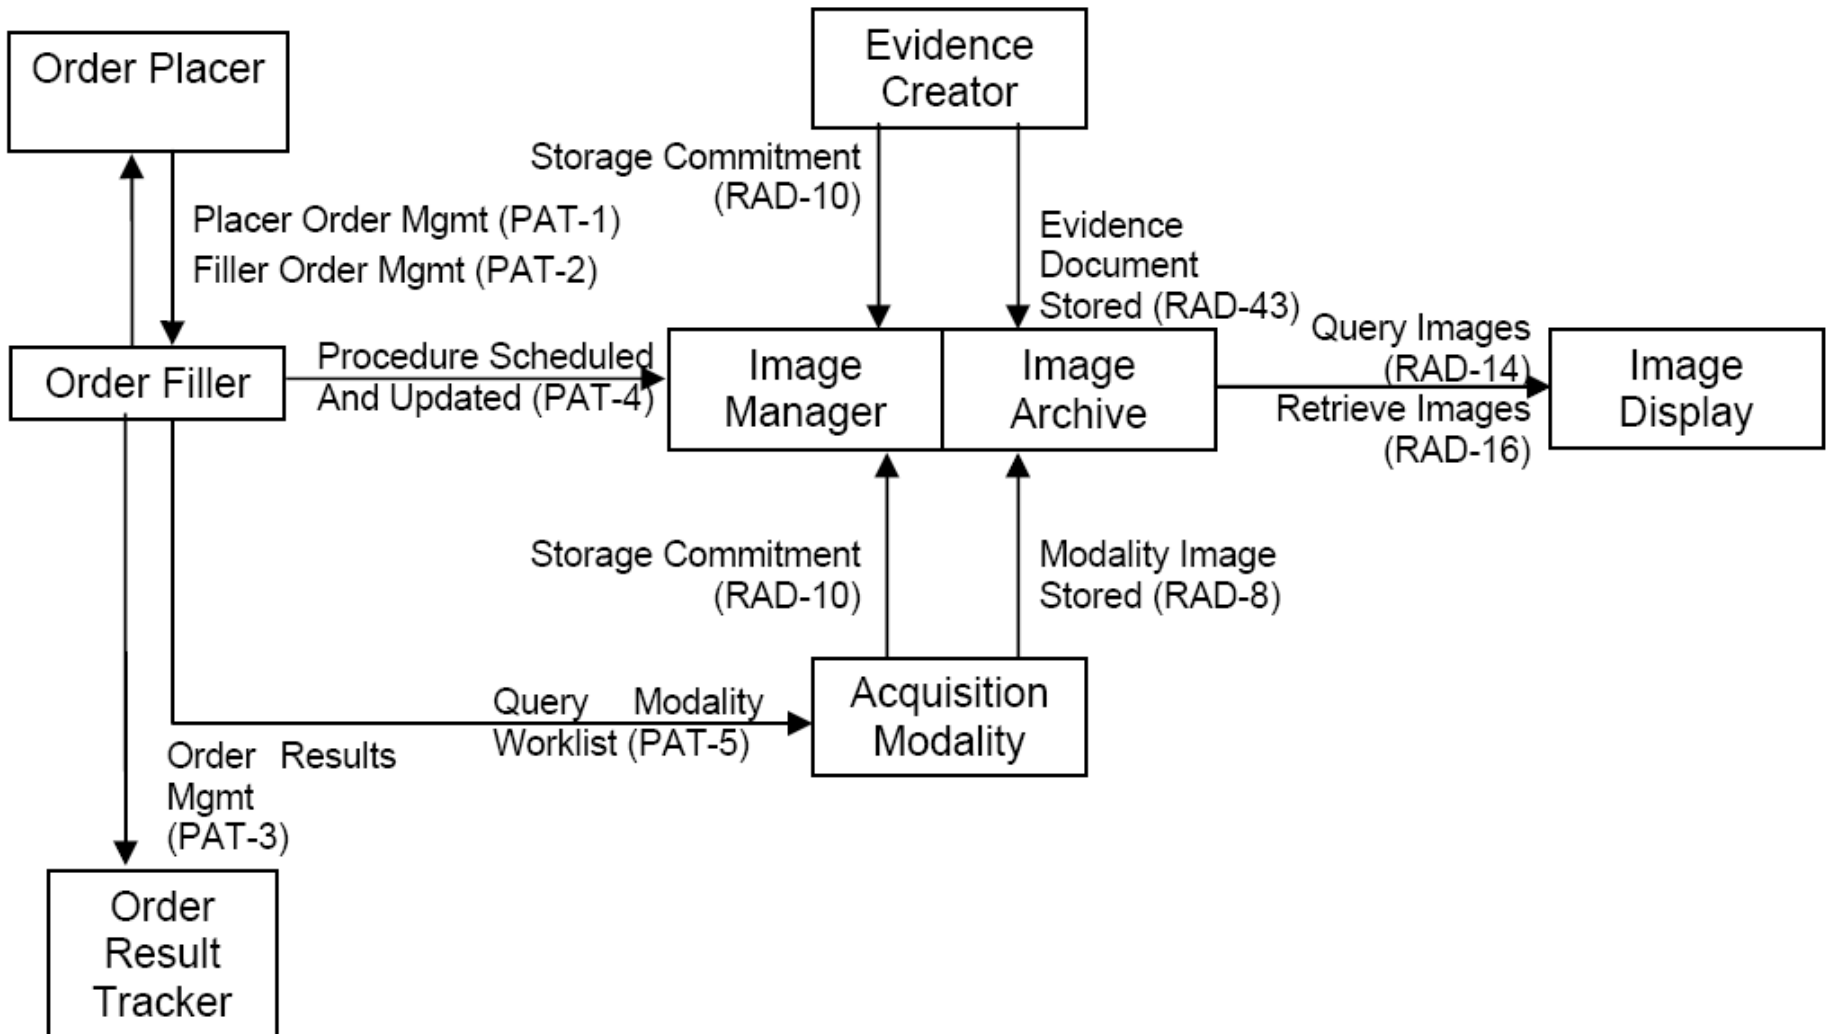 Order Placer
Evidence
Creator
Storage Commitment
(RAD-10)
Placer Order Mgmt (PAT-1)
Filler Order Mgmt (PAT-2)
Evidence
Document
Stored (RAD-43)
Order Filler
Procedure Scheduled
And Updated (PAT-4)
Image
Manager
Image
Archive
Query Images
(RAD-14)
Retrieve Images
(RAD-16)
Image
Display
Storage Commitment
(RAD-10)
Modality Image
Stored (RAD-8)
Query Modality
Worklist (PAT-5)
Acquisition
Modality
Order Results
Mgmt
(PAT-3)
Order
Result
Tracker